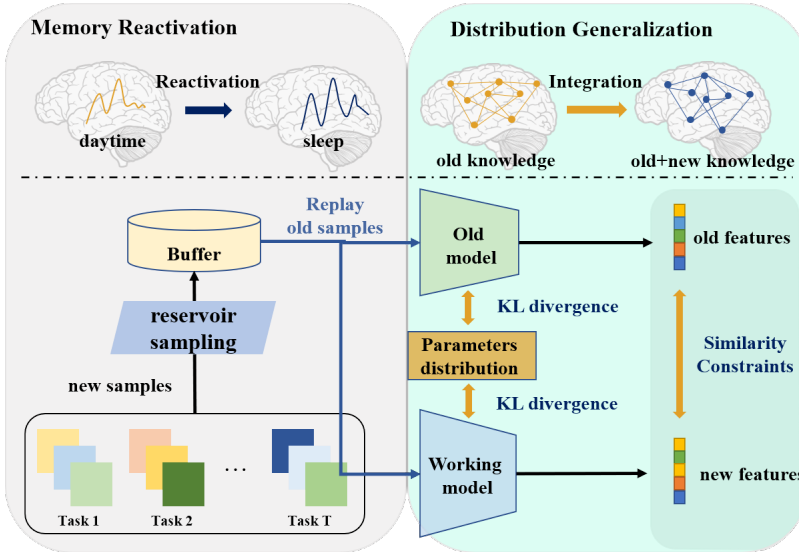 Memory Reactivation
Distribution Generalization
Reactivation
daytime
sleep
Integration
old knowledge
old+new knowledge
Replay
old samples
Buffer
reservoir
sampling
new samples
Task 1
Task 2
...
Task T
Old
model
old features
KL divergence
Parameters
distribution
Similarity
Constraints
KL divergence
Working
model
new features